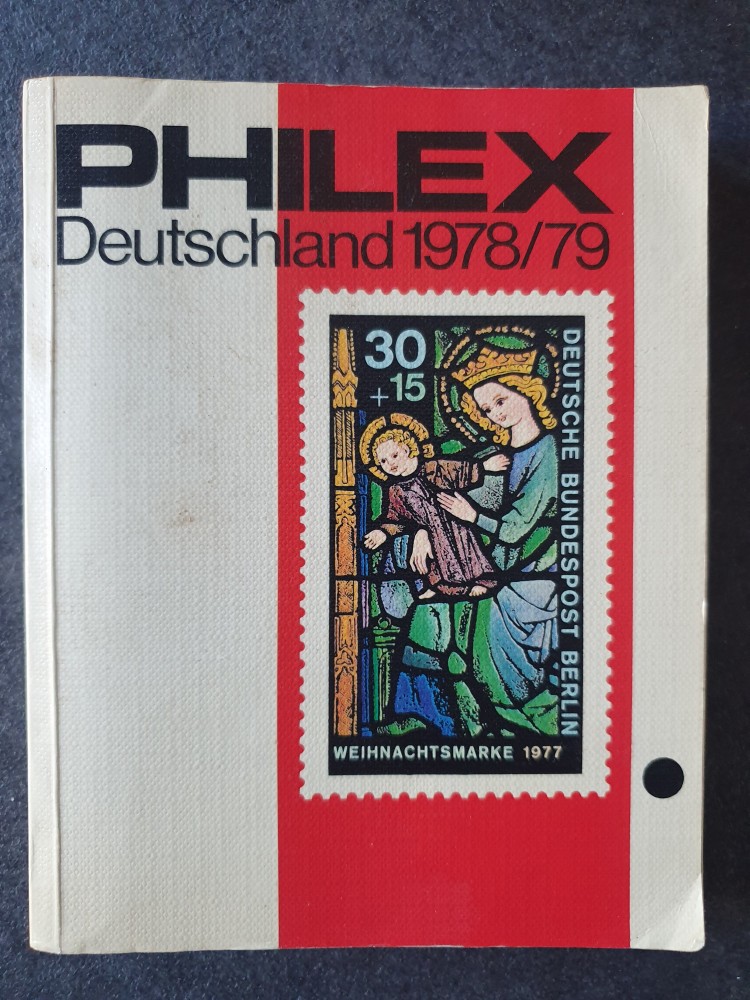 PHILEX
Deutschland 1978/79
30
+15
DEUTSCHE BUNDESPOST BERLIN
WEIHNACHTSMARKE 1977